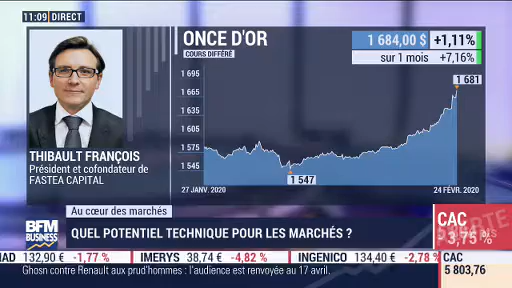 11:09 DIRECT
ONCE D'OR
COURS DIFFÉRÉ
1 684,00 $ +1,11%
sur 1 mois +7,16%
1 695
1 665
1 635
1 605
1 575
1 545
1 681
1 547
27 JANV. 2020
24 FÉVR. 2020
THIBAULT FRANÇOIS
Président et cofondateur de
FASTEA CAPITAL
BFM
BUSINESS
Au cœur des marchés
QUEL POTENTIEL TECHNIQUE POUR LES MARCHÉS ?
CAC
-3,75 %
132,90 € -1,77% IMERYS 38,74 € -4,82 % INGENICO 134,40 € -2,78 %
CAC
5 803,76
Ghosn contre Renault aux prud'hommes : l'audience est renvoyée au 17 avril.